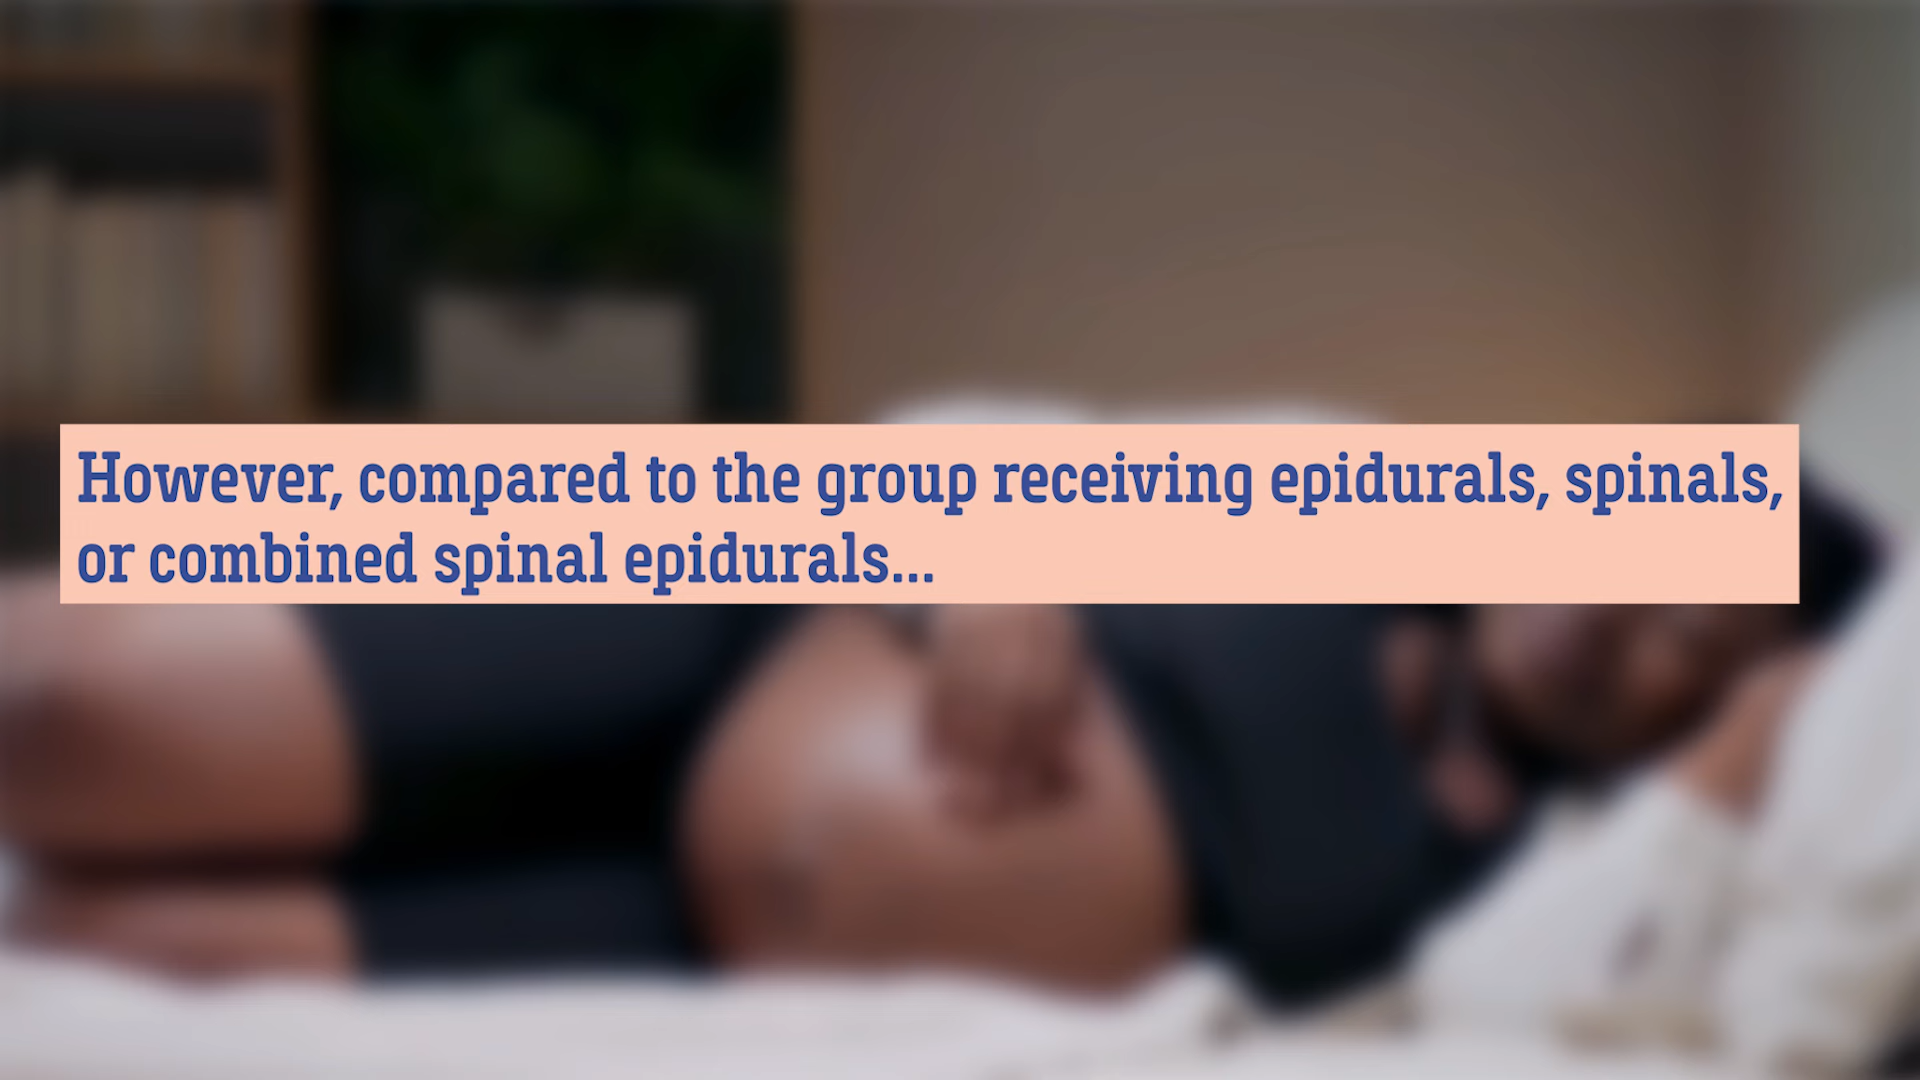 However, compared to the group receiving epidurals, spinals,
or combined spinal epidurals...